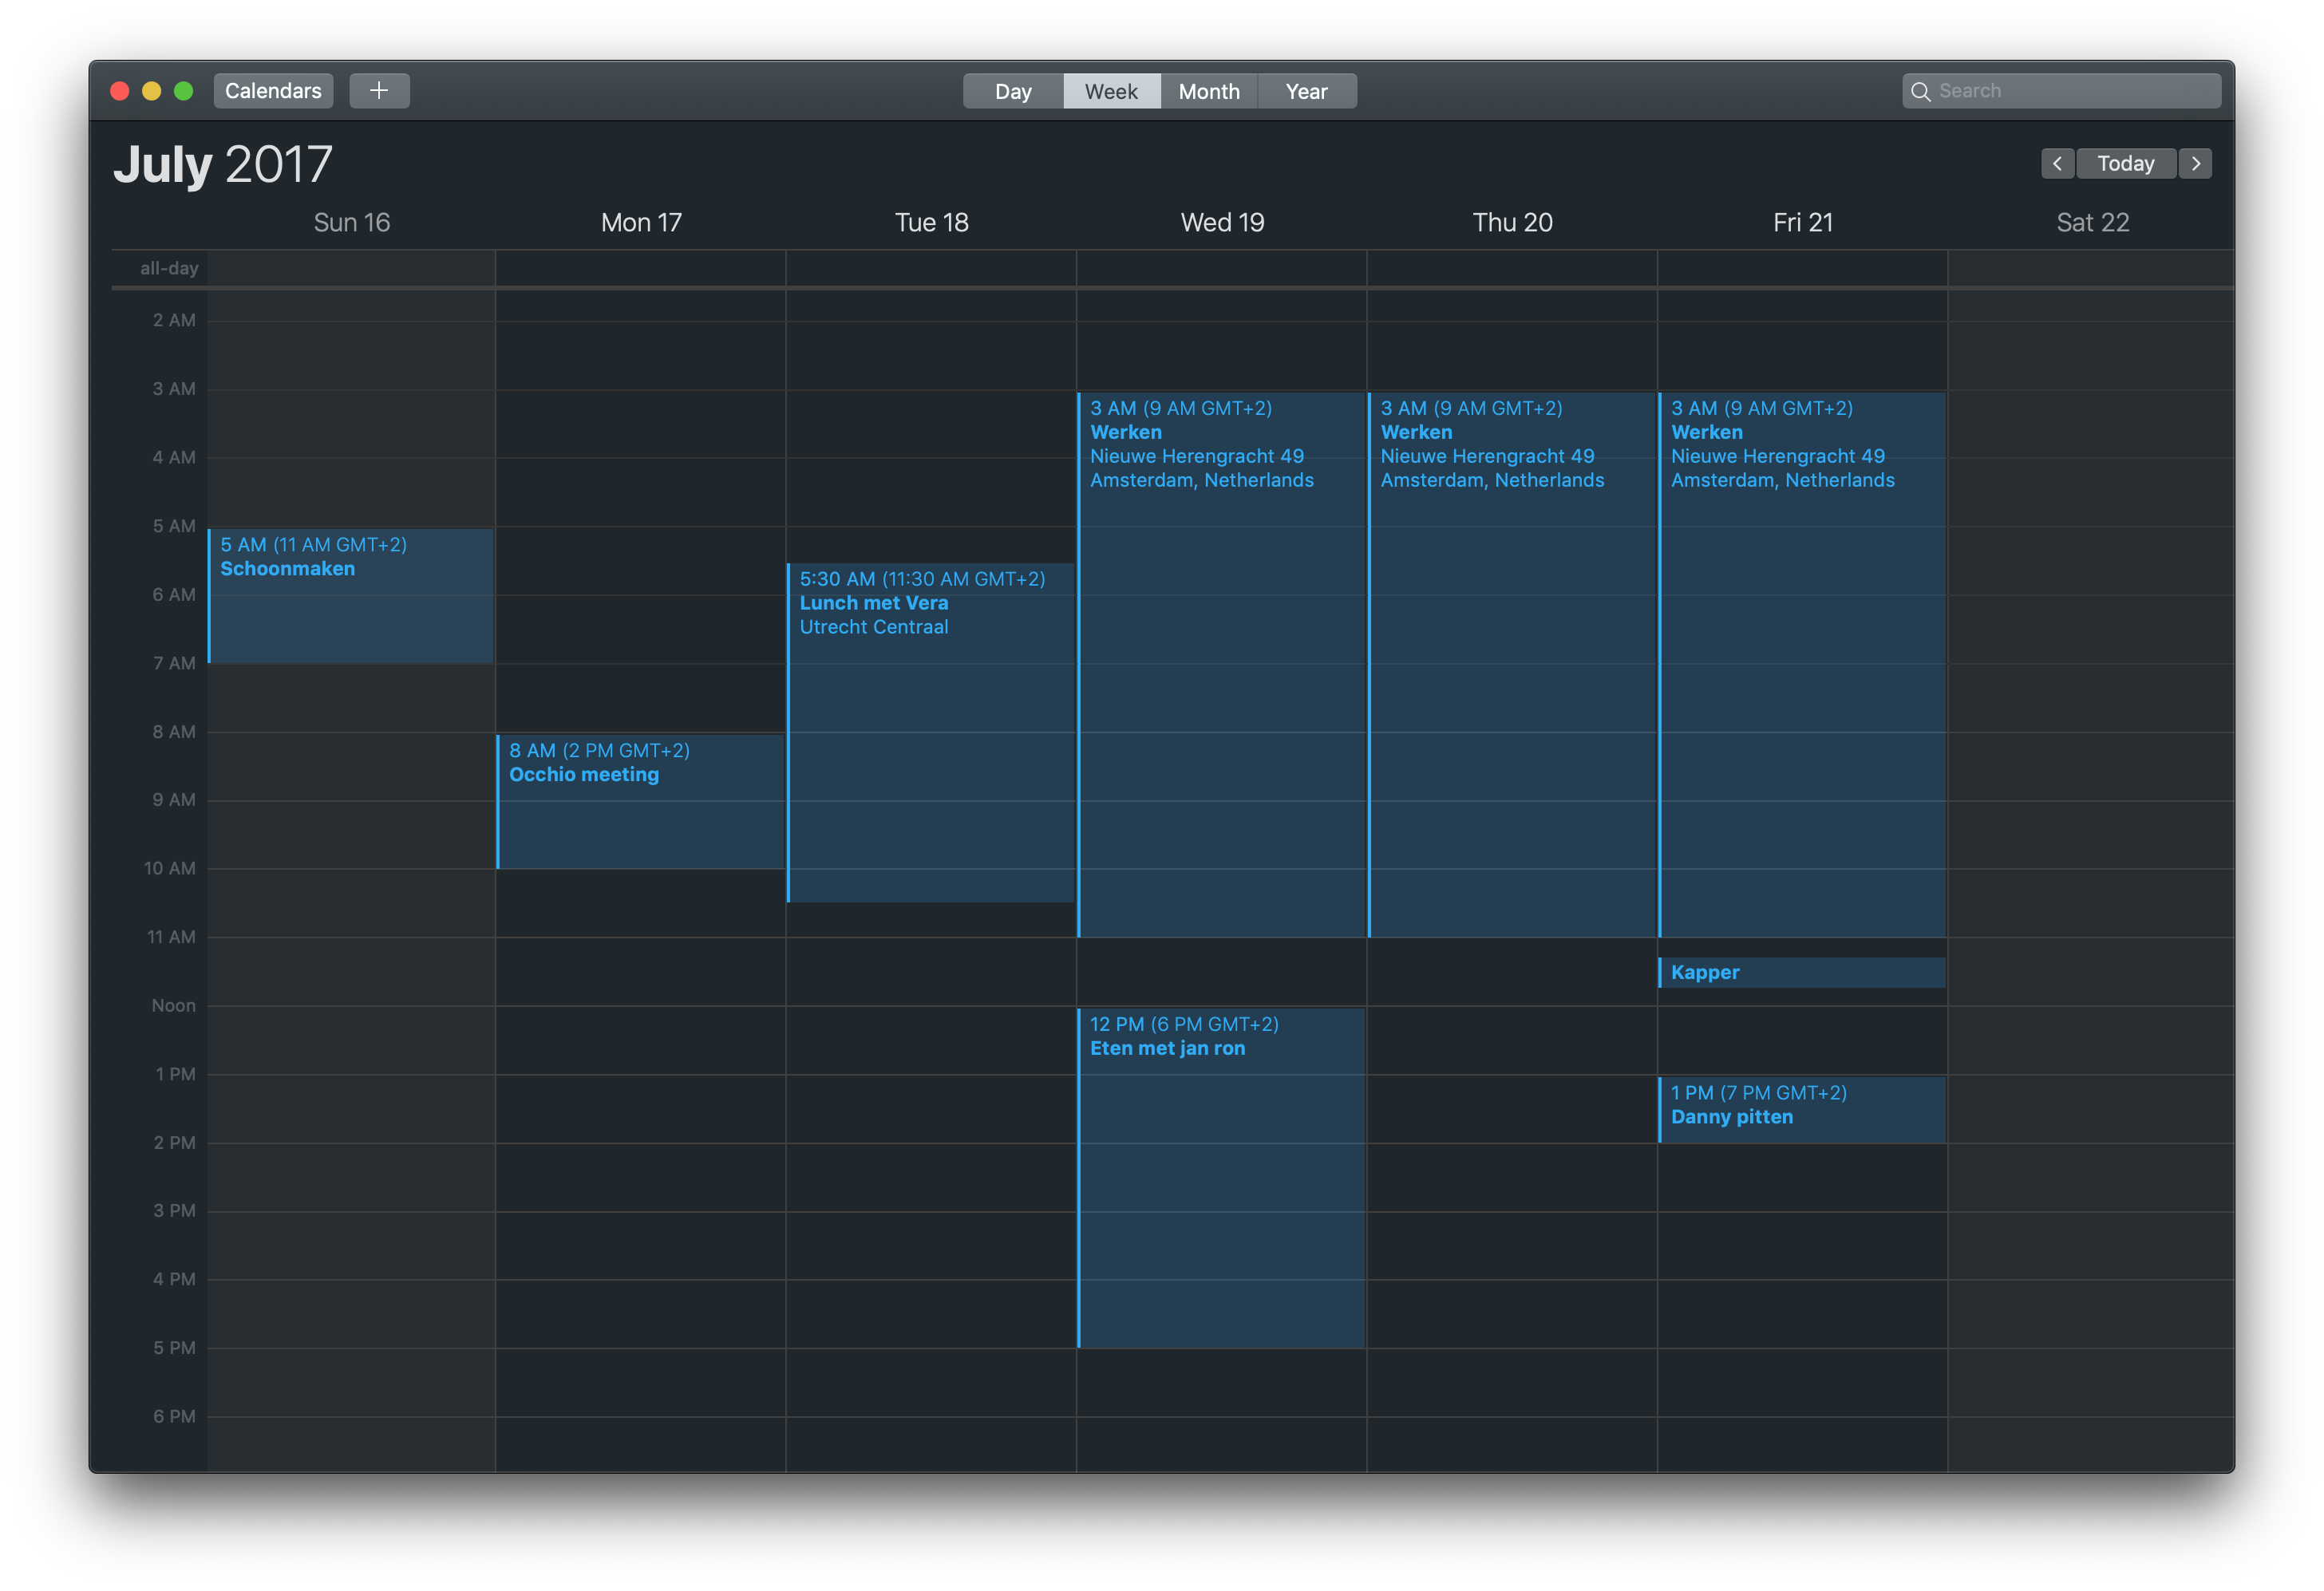 Calendars
+
Day Week Month Year
Search
July 2017
Today
Sun 16 Mon 17 Tue 18 Wed 19 Thu 20 Fri 21 Sat 22
all-day
2 AM
3 AM
4 AM
5 AM
6 AM
7 AM
8 AM
9 AM
10 AM
11 AM
Noon
1 PM
2 PM
3 PM
4 PM
5 PM
6 PM
5 AM (11 AM GMT+2)
Schoonmaken
8 AM (2 PM GMT+2)
Occhio meeting
5:30 AM (11:30 AM GMT+2)
Lunch met Vera
Utrecht Centraal
3 AM (9 AM GMT+2)
Werken
Nieuwe Herengracht 49
Amsterdam, Netherlands
12 PM (6 PM GMT+2)
Eten met jan ron
3 AM (9 AM GMT+2)
Werken
Nieuwe Herengracht 49
Amsterdam, Netherlands
3 AM (9 AM GMT+2)
Werken
Nieuwe Herengracht 49
Amsterdam, Netherlands
Kapper
1 PM (7 PM GMT+2)
Danny pitten